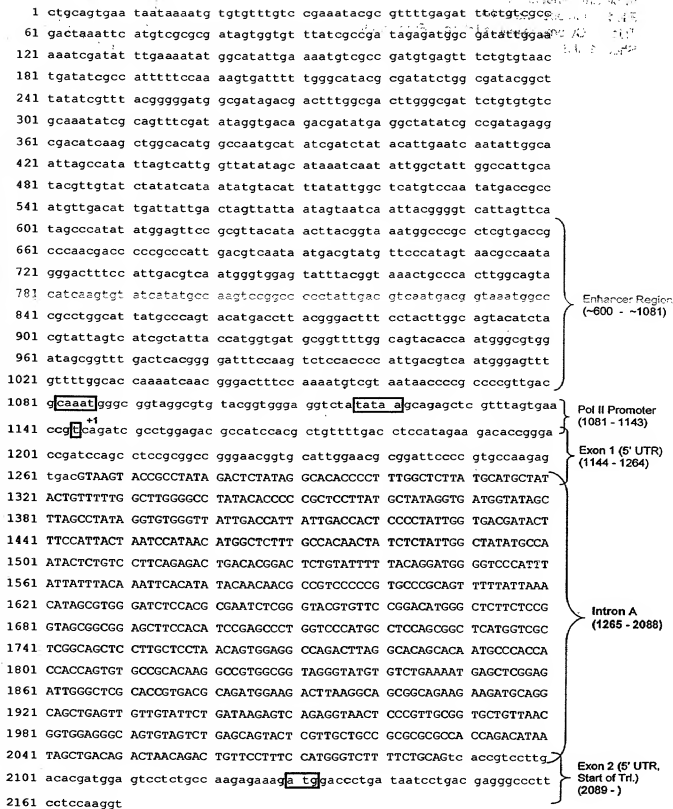 1 ctgcagtgaa taataaaatg tgtgtttgtc cgaaatacgc gttttgagat ttctgtcgcc
61 gactaaattc atgtcgcgcg atagtggtgt ttatcgccga tagagatggc gatattggaa
121 aaatcgatat ttgaaaatat ggcatattga aaatgtcgcc gatgtgagtt tctgtgtaac
181 tgatatcgcc atttttccaa aagtgatttt tgggcatacg cgatatctgg cgatacggct
241 tatatcgttt acgggggatg gcgatagacg actttggcga cttgggcgat tctgtgtgtc
301 gcaaatatcg cagtttcgat ataggtgaca gacgatatga ggctatatcg ccgatagagg
361 cgacatcaag ctggcacatg gccaatgcat atcgatctat acattgaatc aatattggca
421 attagccata ttagtcattg gttatatagc ataaatcaat attggctatt ggccattgca
481 tacgttgtat ctatatcata atatgtacat ttatattggc tcatgtccaa tatgaccgcc
541 atgttgacat tgattattga ctagttatta atagtaatca attacggggt cattagttca
601 tagcccatat atggagttcc gcgttacata acttacggta aatggcccgc ctcgtgaccg
661 cccaacgacc cccgcccatt gacgtcaata atgacgtatg ttcccatagt aacgccaata
721 gggactttcc attgacgtca atgggtggag tatttacggt aaactgccca cttggcagta
781 catcaagtgt atcatatgcc aagtccggcc ccctattgac gtcaatgacg gtaaatggcc
841 cgcctggcat tatgcccagt acatgacctt acgggacttt cctacttggc agtacatcta
901 cgtattagtc atcgctatta ccatggtgat gcggttttgg cagtacacca atgggcgtgg
961 atagcggttt gactcacggg gatttccaag tctccacccc attgacgtca atgggagttt
1021 gttttggcac caaaatcaac gggactttcc aaaatgtcgt aataaccccg ccccgttgac
Enhancer Region
(~600 - ~1081)
1081 gcaaatgggc ggtaggcgtg tacggtggga ggtctatata agcagagctc gtttagtgaa
Pol II Promoter
(1081 - 1143)
+1
1141 ccgtcagatc gcctggagac gccatccacg ctgttttgac ctccatagaa gacaccggga
1201 ccgatccagc ctccgcggcc gggaacggtg cattggaacg cggattcccc gtgccaagag
Exon 1 (5' UTR)
(1144 - 1264)
1261 tgacGTAAGT ACCGCCTATA GACTCTATAG GCACACCCCT TTGGCTCTTA TGCATGCTAT
1321 ACTGTTTTTG GCTTGGGGCC TATACACCCC CGCTCCTTAT GCTATAGGTG ATGGTATAGC
1381 TTAGCCTATA GGTGTGGGTT ATTGACCATT ATTGACCACT CCCCTATTGG TGACGATACT
1441 TTCCATTACT AATCCATAAC ATGGCTCTTT GCCACAACTA TCTCTATTGG CTATATGCCA
1501 ATACTCTGTC CTTCAGAGAC TGACACGGAC TCTGTATTTT TACAGGATGG GGTCCCATTT
1561 ATTATTTACA AATTCACATA TACAACAACG CCGTCCCCCG TGCCCGCAGT TTTTATTAAA
1621 CATAGCGTGG GATCTCCACG CGAATCTCGG GTACGTGTTC CGGACATGGG CTCTTCTCCG
1681 GTAGCGGCGG AGCTTCCACA TCCGAGCCCT GGTCCCATGC CTCCAGCGGC TCATGGTCGC
1741 TCGGCAGCTC CTTGCTCCTA ACAGTGGAGG CCAGACTTAG GCACAGCACA ATGCCCACCA
1801 CCACCAGTGT GCCGCACAAG GCCGTGGCGG TAGGGTATGT GTCTGAAAAT GAGCTCGGAG
1861 ATTGGGCTCG CACCGTGACG CAGATGGAAG ACTTAAGGCA GCGGCAGAAG AAGATGCAGG
1921 CAGCTGAGTT GTTGTATTCT GATAAGAGTC AGAGGTAACT CCCGTTGCGG TGCTGTTAAC
1981 GGTGGAGGGC AGTGTAGTCT GAGCAGTACT CGTTGCTGCC GCGCGCGCCA CCAGACATAA
2041 TAGCTGACAG ACTAACAGAC TGTTCCTTTC CATGGGTCTT TTCTGCAGtc accgtccttg
Intron A
(1265 - 2088)
2101 acacgatgga gtcctctgcc aagagaaaga atggaccctga taatcctgac gagggccctt
2161 cctccaaggt
Exon 2 (5' UTR,
Start of Trl.)
(2089 - )